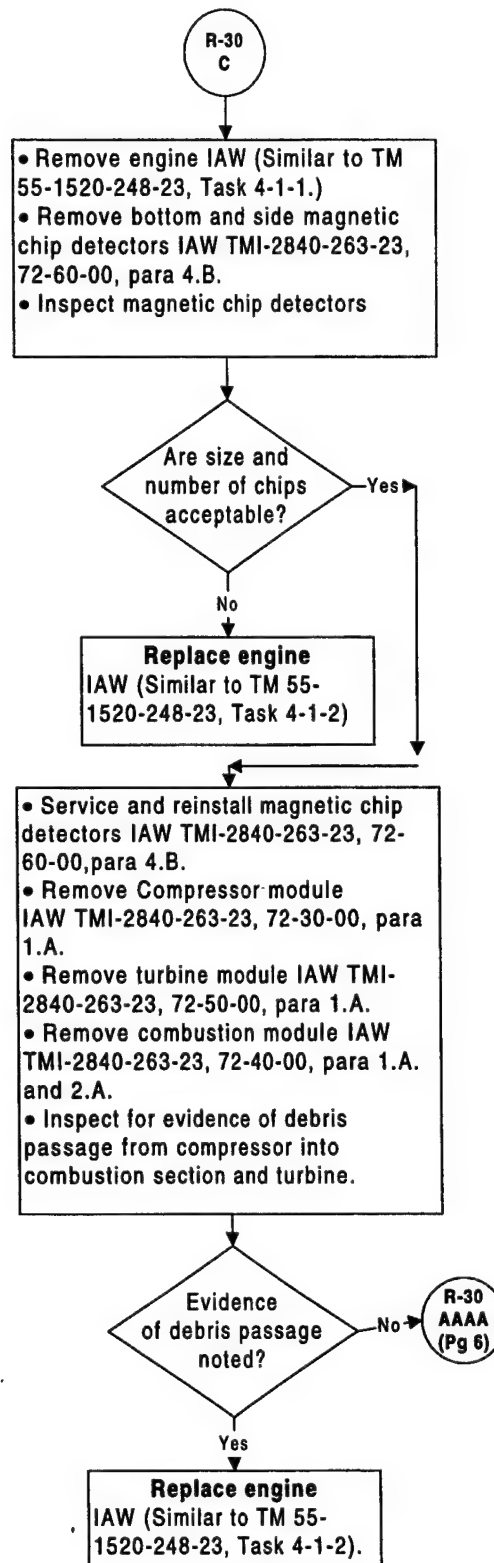 R-30
C
• Remove engine IAW (Similar to TM
55-1520-248-23, Task 4-1-1.)
• Remove bottom and side magnetic
chip detectors IAW TMI-2840-263-23,
72-60-00, para 4.B.
• Inspect magnetic chip detectors
Are size and
number of chips
acceptable?
Yes
No
Replace engine
IAW (Similar to TM 55-
1520-248-23, Task 4-1-2)
• Service and reinstall magnetic chip
detectors IAW TMI-2840-263-23, 72-
60-00,para 4.B.
• Remove Compressor module
IAW TMI-2840-263-23, 72-30-00, para
1.A.
• Remove turbine module IAW TMI-
2840-263-23, 72-50-00, para 1.A.
• Remove combustion module IAW
TMI-2840-263-23, 72-40-00, para 1.A.
and 2.A.
• Inspect for evidence of debris
passage from compressor into
combustion section and turbine.
Evidence
of debris passage
noted?
No
R-30
AAAA
(Pg 6)
Yes
Replace engine
IAW (Similar to TM 55-
1520-248-23, Task 4-1-2).